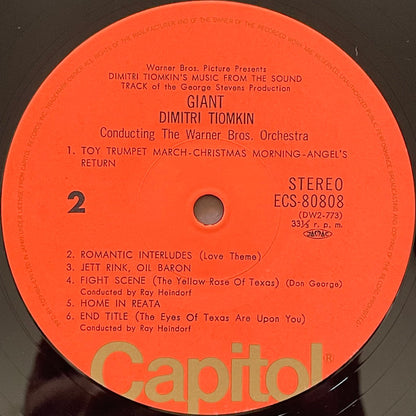 Warner Bros. Picture Presents
DIMITRI TIOMKIN'S MUSIC FROM THE SOUND
TRACK of the George Stevens Production
GIANT
DIMITRI TIOMKIN
Conducting The Warner Bros. Orchestra
1. TOY TRUMPET MARCH-CHRISTMAS MORNING-ANGEL'S
RETURN
2
STEREO
ECS-80808
(DW2-773)
33⅓ r. p. m.
2. ROMANTIC INTERLUDES (Love Theme)
3. JETT RINK, OIL BARON
4. FIGHT SCENE (The Yellow Rose Of Texas) (Don George)
Conducted by Ray Heindorf
5. HOME IN REATA
6. END TITLE (The Eyes Of Texas Are Upon You)
Conducted by Ray Heindorf
Capitol®